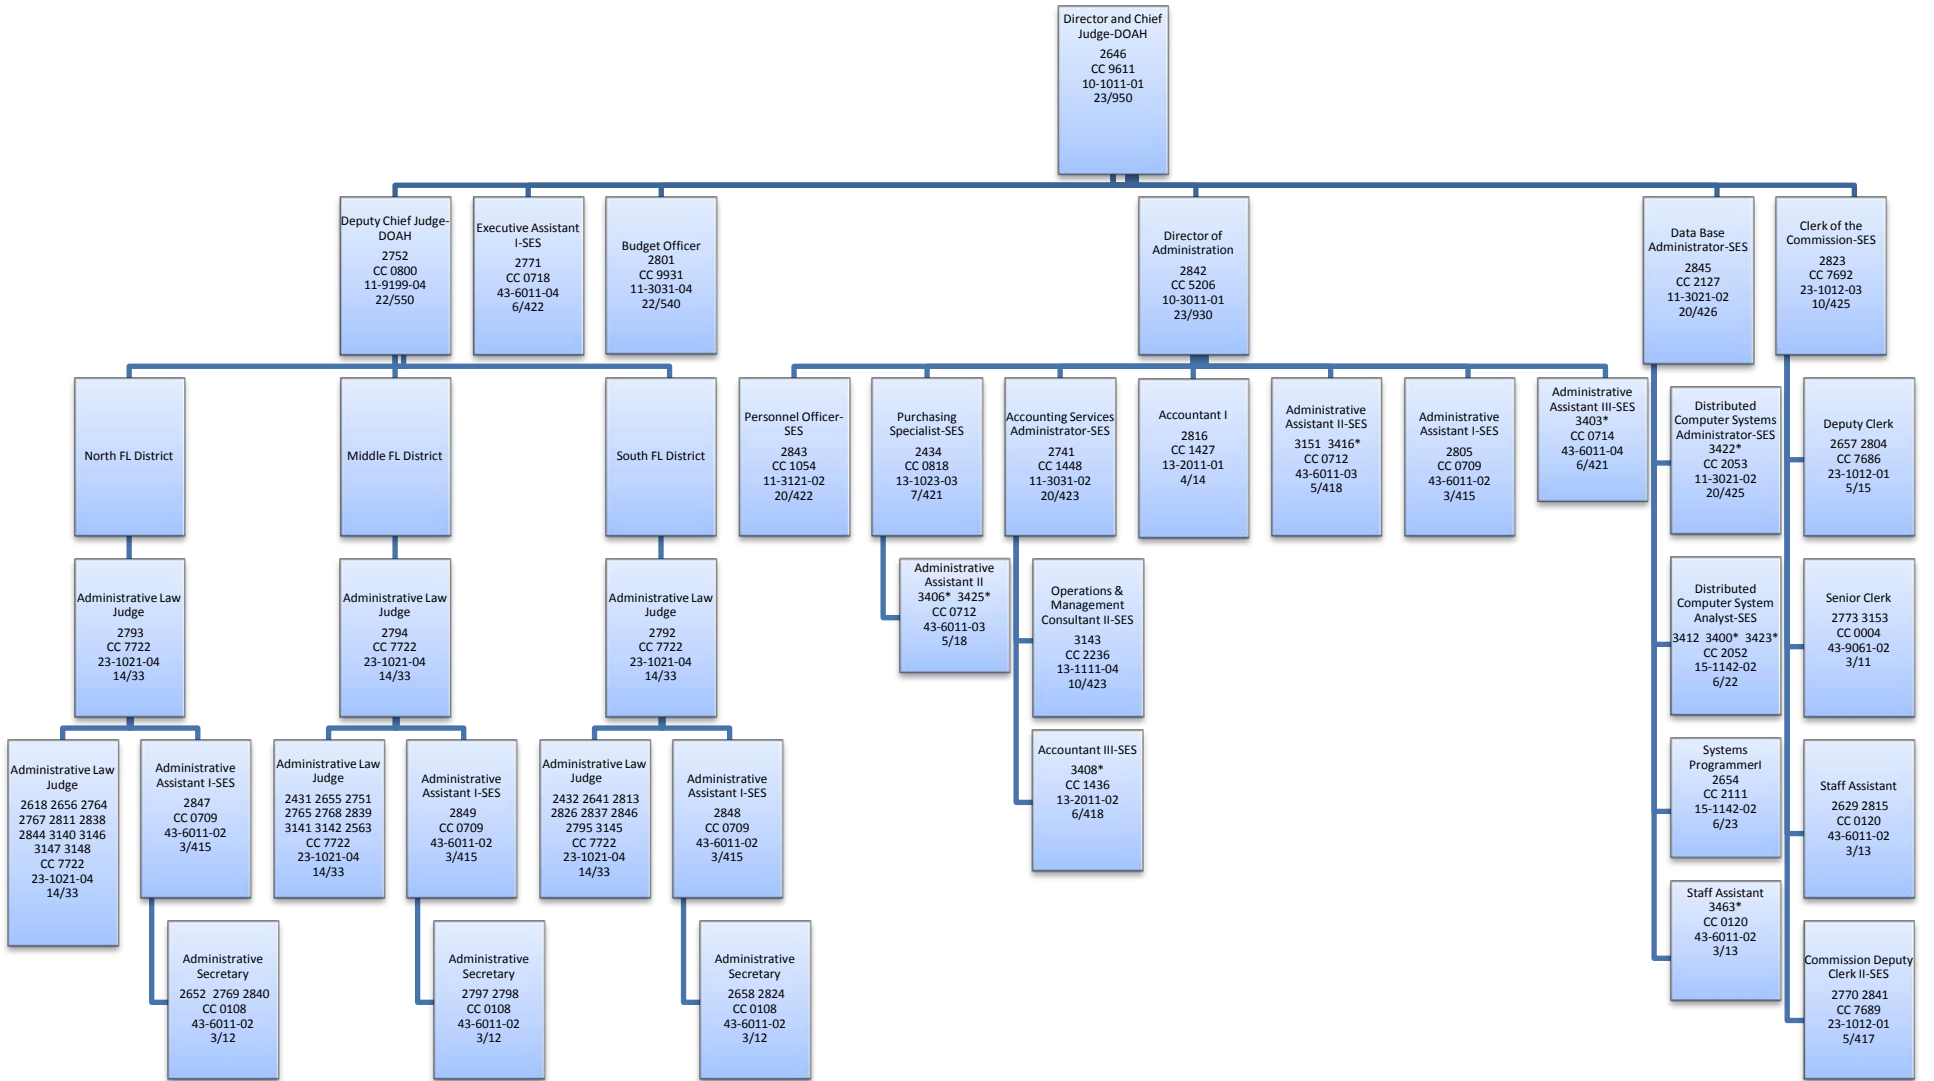 Director and Chief
Judge-DOAH
2646
CC 9611
10-1011-01
23/950
Deputy Chief Judge-
DOAH
2752
CC 0800
11-9199-04
22/550
Executive Assistant
I-SES
2771
CC 0718
43-6011-04
6/422
Budget Officer
2801
CC 9931
11-3031-04
22/540
Director of
Administration
2842
CC 5206
10-3011-01
23/930
Data Base
Administrator-SES
2845
CC 2127
11-3021-02
20/426
Clerk of the
Commission-SES
2823
CC 7692
23-1012-03
10/425
North FL District
Middle FL District
South FL District
Personnel Officer-
SES
2843
CC 1054
11-3121-02
20/422
Purchasing
Specialist-SES
2434
CC 0818
13-1023-03
7/421
Accounting Services
Administrator-SES
2741
CC 1448
11-3031-02
20/423
Accountant I
2816
CC 1427
13-2011-01
4/14
Administrative
Assistant II-SES
3151 3416*
CC 0712
43-6011-03
5/418
Administrative
Assistant I-SES
2805
CC 0709
43-6011-02
3/415
Administrative
Assistant III-SES
3403*
CC 0714
43-6011-04
6/421
Distributed
Computer Systems
Administrator-SES
3422*
CC 2053
11-3021-02
20/425
Deputy Clerk
2657 2804
CC 7686
23-1012-01
5/15
Administrative Law
Judge
2793
CC 7722
23-1021-04
14/33
Administrative Law
Judge
2794
CC 7722
23-1021-04
14/33
Administrative Law
Judge
2792
CC 7722
23-1021-04
14/33
Administrative
Assistant II
3406* 3425*
CC 0712
43-6011-03
5/18
Operations &
Management
Consultant II-SES
3143
CC 2236
13-1111-04
10/423
Distributed
Computer System
Analyst-SES
3412 3400* 3423*
CC 2052
15-1142-02
6/22
Senior Clerk
2773 3153
CC 0004
43-9061-02
3/11
Administrative Law
Judge
2618 2656 2764
2767 2811 2838
2844 3140 3146
3147 3148
CC 7722
23-1021-04
14/33
Administrative
Assistant I-SES
2847
CC 0709
43-6011-02
3/415
Administrative Law
Judge
2431 2655 2751
2765 2768 2839
3141 3142 2563
CC 7722
23-1021-04
14/33
Administrative
Assistant I-SES
2849
CC 0709
43-6011-02
3/415
Administrative Law
Judge
2432 2641 2813
2826 2837 2846
2795 3145
CC 7722
23-1021-04
14/33
Administrative
Assistant I-SES
2848
CC 0709
43-6011-02
3/415
Accountant III-SES
3408*
CC 1436
13-2011-02
6/418
Systems
ProgrammerI
2654
CC 2111
15-1142-02
6/23
Staff Assistant
2629 2815
CC 0120
43-6011-02
3/13
Staff Assistant
3463*
CC 0120
43-6011-02
3/13
Administrative
Secretary
2652 2769 2840
CC 0108
43-6011-02
3/12
Administrative
Secretary
2797 2798
CC 0108
43-6011-02
3/12
Administrative
Secretary
2658 2824
CC 0108
43-6011-02
3/12
Commission Deputy
Clerk II-SES
2770 2841
CC 7689
23-1012-01
5/417